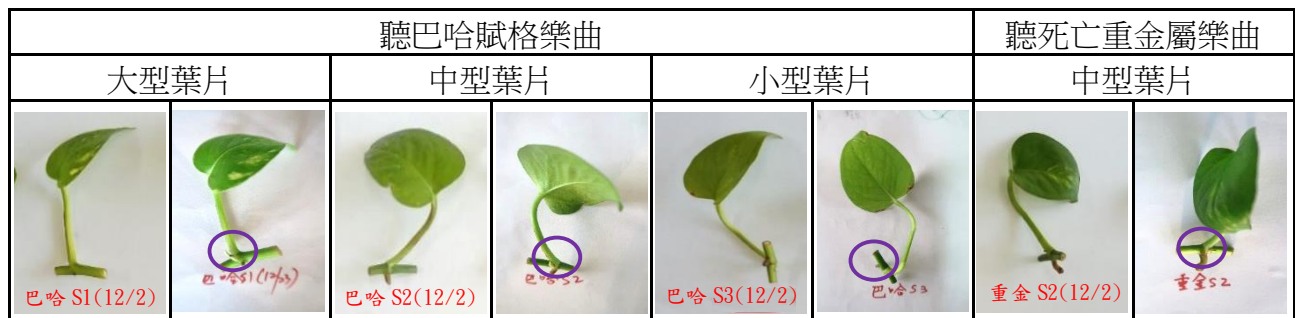 聽巴哈賦格樂曲
聽死亡重金屬樂曲
大型葉片
中型葉片
小型葉片
中型葉片
巴哈 S1(12/2)
巴哈S1(12/23)
巴哈 S2(12/2)
巴哈S2
巴哈 S3(12/2)
巴哈S3
重金 S2(12/2)
重金S2